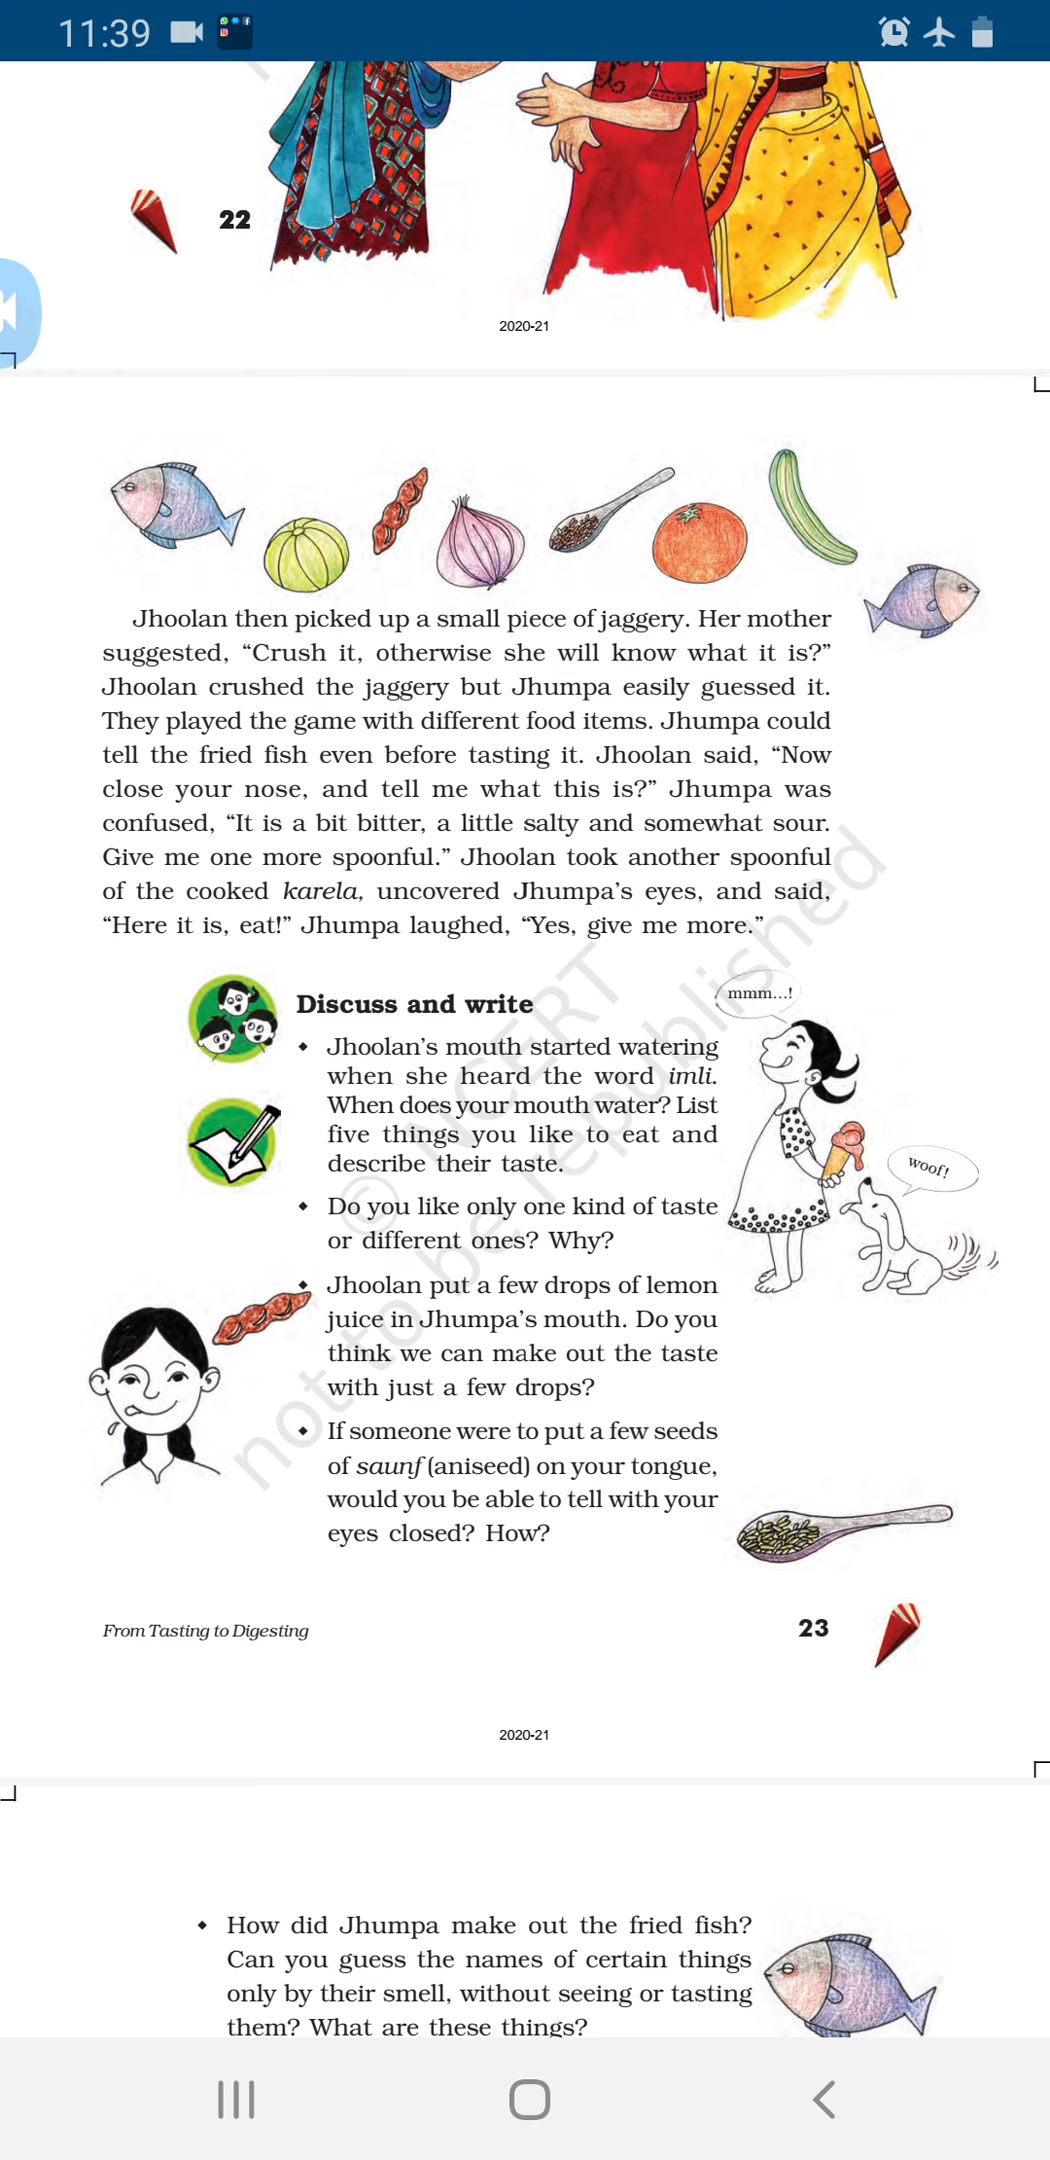 11:39
22
2020-21
Jhoolan then picked up a small piece of jaggery. Her mother
suggested, “Crush it, otherwise she will know what it is?”
Jhoolan crushed the jaggery but Jhumpa easily guessed it.
They played the game with different food items. Jhumpa could
tell the fried fish even before tasting it. Jhoolan said, “Now
close your nose, and tell me what this is?” Jhumpa was
confused, “It is a bit bitter, a little salty and somewhat sour.
Give me one more spoonful.” Jhoolan took another spoonful
of the cooked karela, uncovered Jhumpa’s eyes, and said,
“Here it is, eat!” Jhumpa laughed, “Yes, give me more.”
Discuss and write
mmm...!
◆ Jhoolan’s mouth started watering
when she heard the word imli.
When does your mouth water? List
five things you like to eat and
describe their taste.
woof!
◆ Do you like only one kind of taste
or different ones? Why?
◆ Jhoolan put a few drops of lemon
juice in Jhumpa’s mouth. Do you
think we can make out the taste
with just a few drops?
◆ If someone were to put a few seeds
of saunf (aniseed) on your tongue,
would you be able to tell with your
eyes closed? How?
© NCERT
not to be republished
From Tasting to Digesting
23
2020-21
◆ How did Jhumpa make out the fried fish?
Can you guess the names of certain things
only by their smell, without seeing or tasting
them? What are these things?